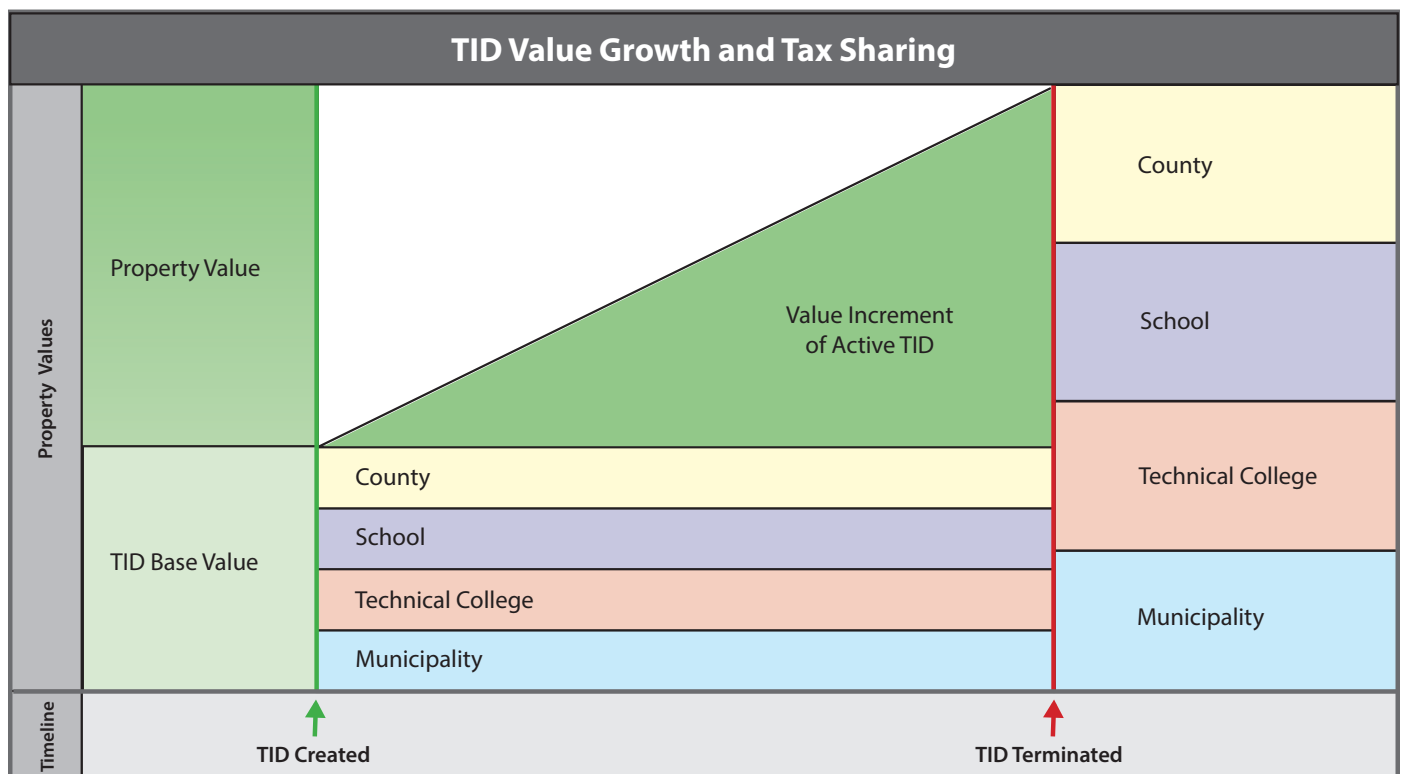 TID Value Growth and Tax Sharing
Property Values
Property Value
TID Base Value
Value Increment
of Active TID
County
School
Technical College
Municipality
County
School
Technical College
Municipality
Timeline
TID Created
TID Terminated